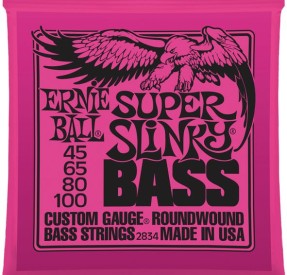 ERNIE BALL® SUPER SLINKY BASS
45
65
80
100
CUSTOM GAUGE® ROUNDWOUND
BASS STRINGS 2834 MADE IN USA